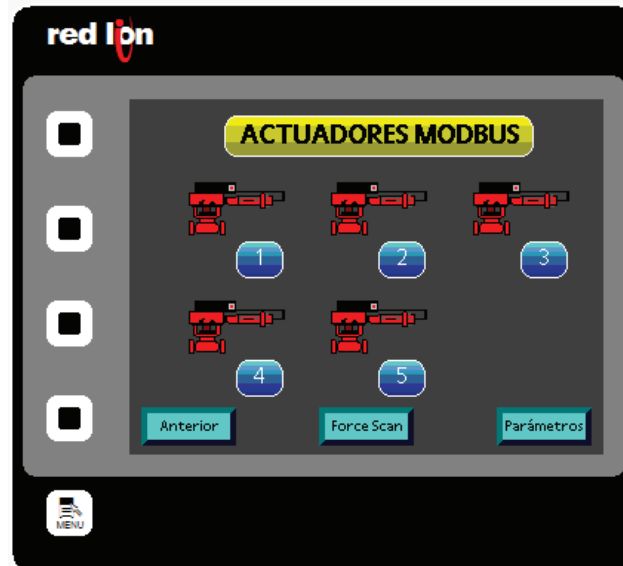 red lion
ACTUADORES MODBUS
1 2 3
4 5
Anterior Force Scan Parámetros
MENU